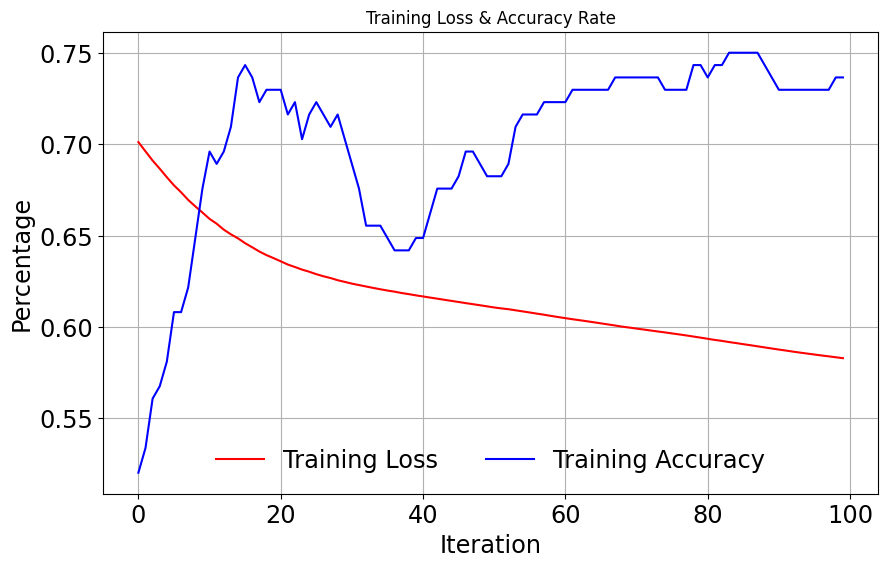 Training Loss & Accuracy Rate
0.75
0.70
0.65
0.60
0.55
Percentage
Training Loss
Training Accuracy
0 20 40 60 80 100
Iteration